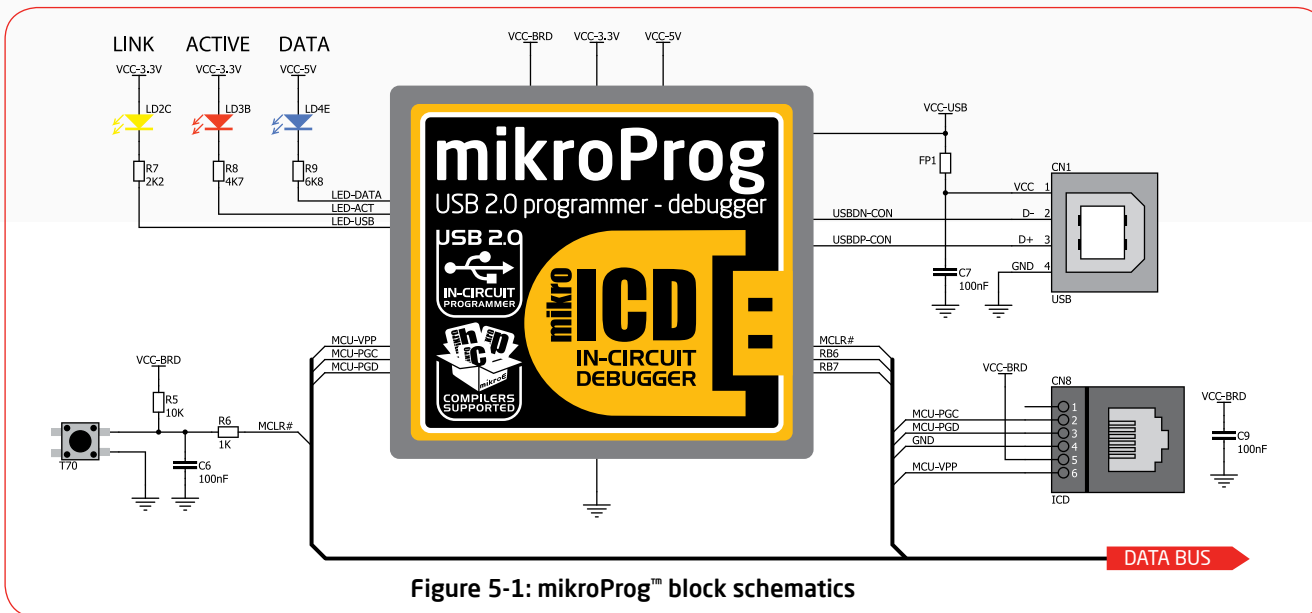 LINK ACTIVE DATA
VCC-3.3V VCC-3.3V VCC-5V
LD2C LD3B LD4E
R7 2K2
R8 4K7
R9 6K8
LED-DATA
LED-ACT
LED-USB
VCC-BRD VCC-3.3V VCC-5V
mikroProg
USB 2.0 programmer - debugger
USB 2.0
IN-CIRCUIT
PROGRAMMER
mikro
ICD
IN-CIRCUIT
DEBUGGER
mikroE
COMPILERS
SUPPORTED
VCC-USB
FP1
CN1
VCC 1
USBDN-CON D- 2
USBDP-CON D+ 3
GND 4
C7
100nF
USB
MCU-VPP
MCU-PGC
MCU-PGD
MCLR#
RB6
RB7
VCC-BRD
R5
10K
R6
1K
MCLR#
C6
100nF
T70
VCC-BRD
CN8
1
MCU-PGC 2
MCU-PGD 3
GND 4
5
MCU-VPP 6
ICD
VCC-BRD
C9
100nF
DATA BUS
Figure 5-1: mikroProg™ block schematics